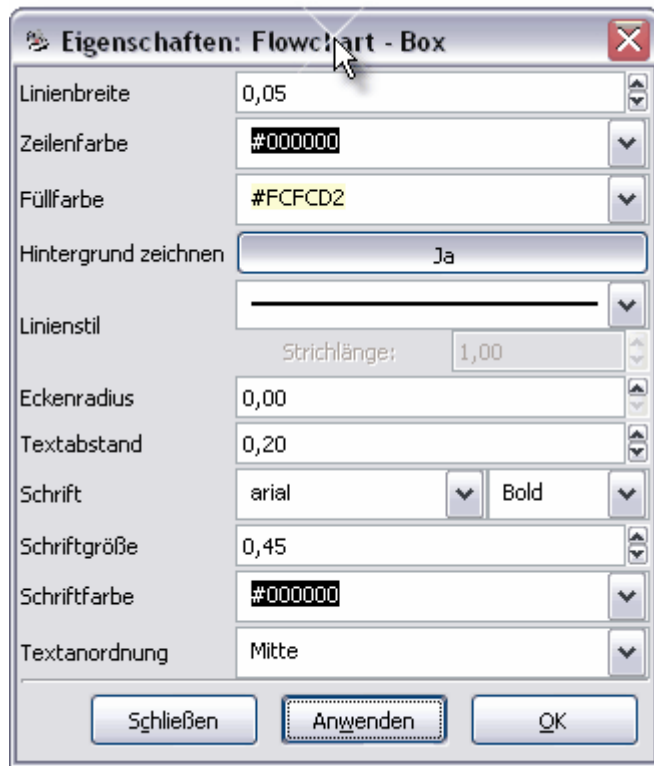 Eigenschaften: Flowchart - Box
Linienbreite 0,05
Zeilenfarbe #000000
Füllfarbe #FCFCD2
Hintergrund zeichnen Ja
Linienstil
Strichlänge: 1,00
Eckenradius 0,00
Textabstand 0,20
Schrift arial Bold
Schriftgröße 0,45
Schriftfarbe #000000
Textanordnung Mitte
Schließen Anwenden OK